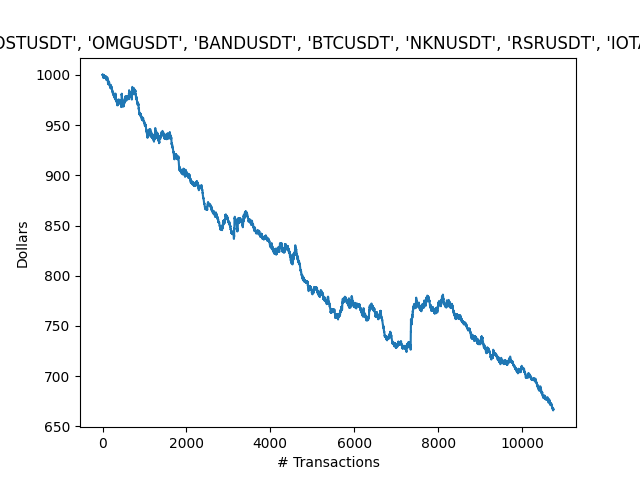 OSTUSDT', 'OMGUSDT', 'BANDUSDT', 'BTCUSDT', 'NKNUSDT', 'RSRUSDT', 'IOTA
1000
950
900
850
800
750
700
650
Dollars
0 2000 4000 6000 8000 10000
# Transactions